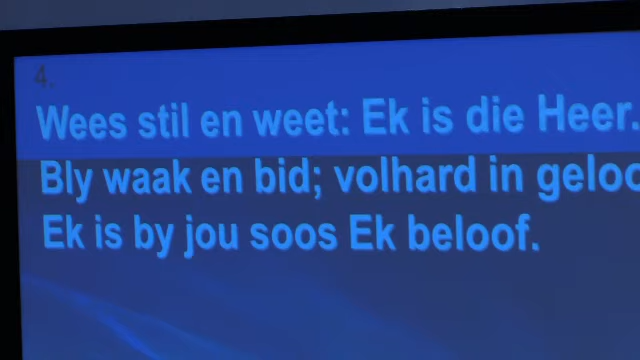 4.
Wees stil en weet: Ek is die Heer.
Bly waak en bid; volhard in geloo
Ek is by jou soos Ek beloof.